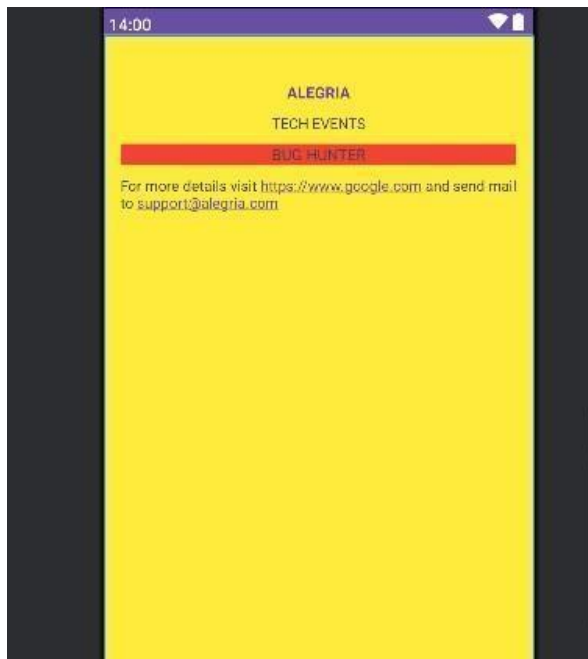 14:00
ALEGRIA
TECH EVENTS
BUG HUNTER
For more details visit https://www.google.com and send mail
to support@alegria.com